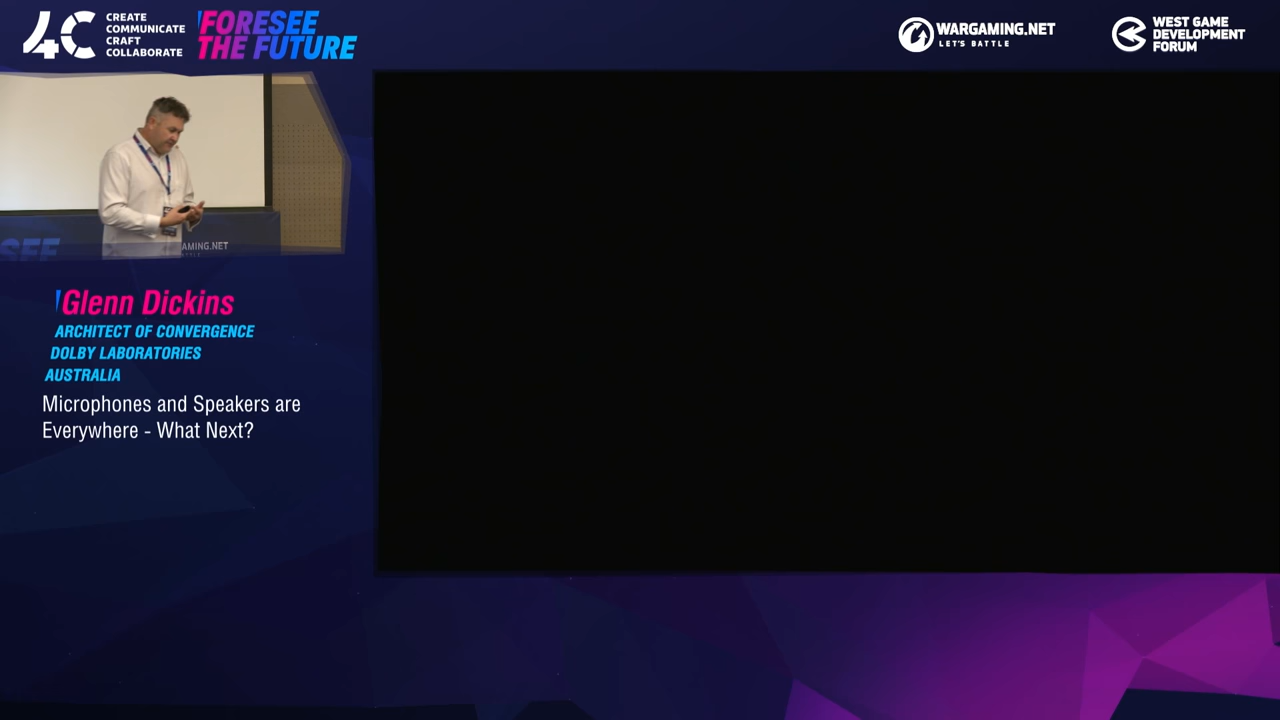 4C
CREATE
COMMUNICATE
CRAFT
COLLABORATE
FORESEE
THE FUTURE
WARGAMING.NET
LET'S BATTLE
WEST GAME
DEVELOPMENT
FORUM
SEE
AMING.NET
Glenn Dickins
ARCHITECT OF CONVERGENCE
DOLBY LABORATORIES
AUSTRALIA
Microphones and Speakers are
Everywhere - What Next?